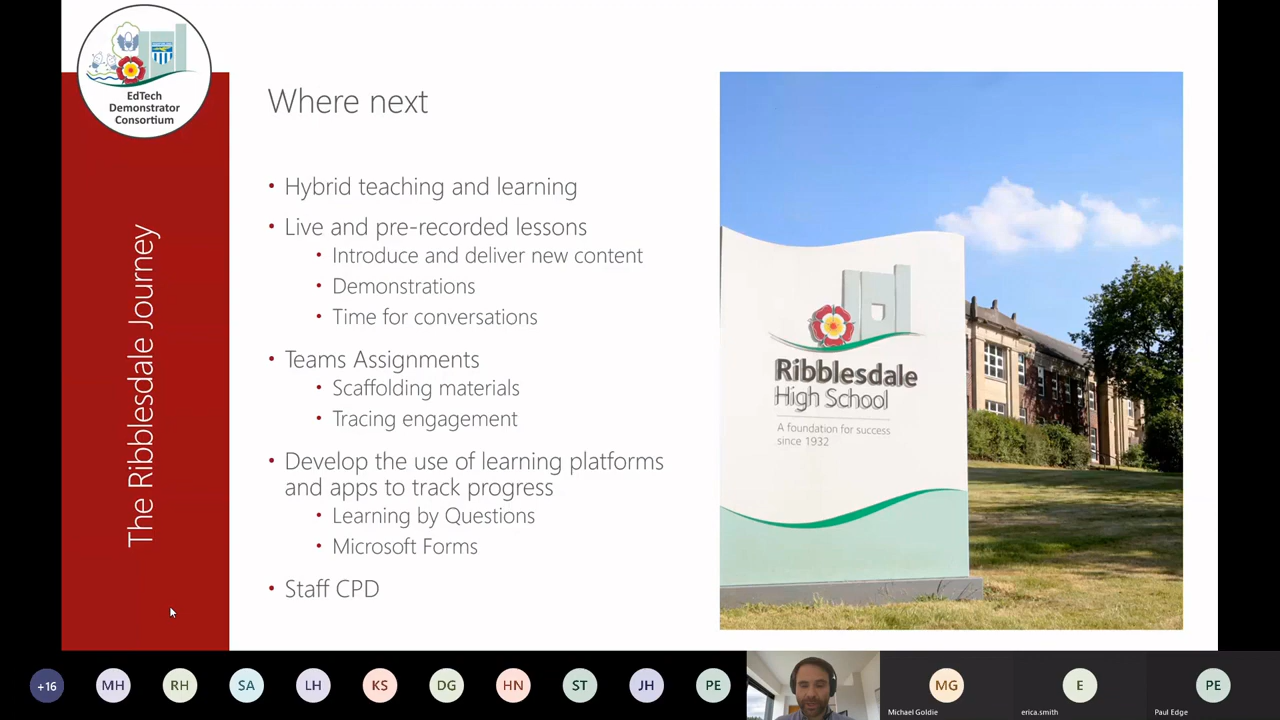 EdTech
Demonstrator
Consortium
The Ribblesdale Journey
Where next
• Hybrid teaching and learning
• Live and pre-recorded lessons
• Introduce and deliver new content
• Demonstrations
• Time for conversations
• Teams Assignments
• Scaffolding materials
• Tracing engagement
• Develop the use of learning platforms
and apps to track progress
• Learning by Questions
• Microsoft Forms
• Staff CPD
Ribblesdale
High School
A foundation for success
since 1932
+16
MH
RH
SA
LH
KS
DG
HN
ST
JH
PE
MG
Michael Goldie
E
erica.smith
PE
Paul Edge